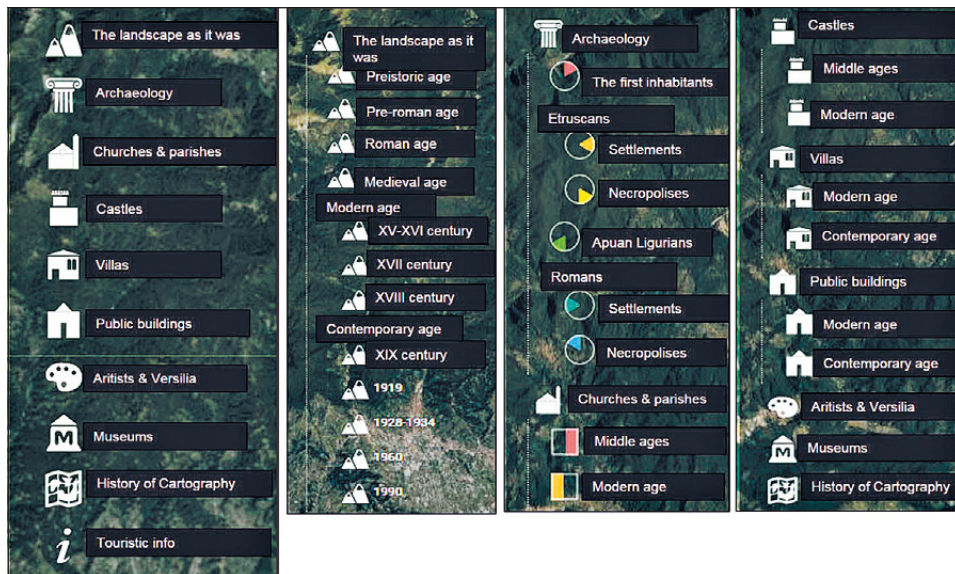 The landscape as it was
Archaeology
Churches & parishes
Castles
Villas
Public buildings
Aritists & Versilia
Museums
M
History of Cartography
Touristic info
The landscape as it
was
Preistoric age
Pre-roman age
Roman age
Medieval age
Modern age
XV-XVI century
XVII century
XVIII century
Contemporary age
XIX century
1919
1928-1934
1960
1990
Archaeology
The first inhabitants
Etruscans
Settlements
Necropolises
Apuan Ligurians
Romans
Settlements
Necropolises
Churches & parishes
Middle ages
Modern age
Castles
Middle ages
Modern age
Villas
Modern age
Contemporary age
Public buildings
Modern age
Contemporary age
Aritists & Versilia
Museums
M
History of Cartography